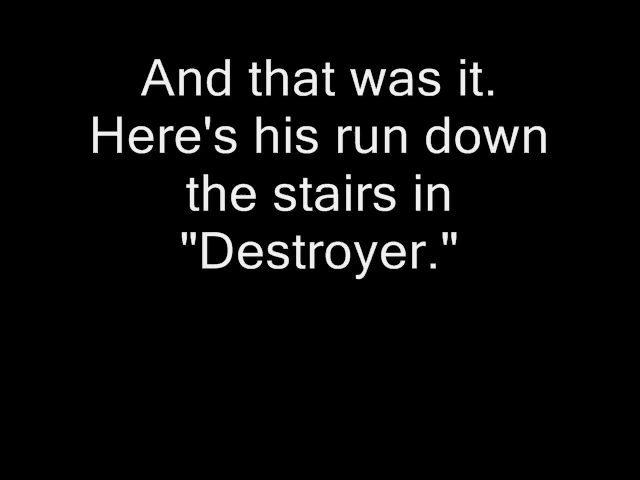 And that was it.
Here's his run down
the stairs in
"Destroyer."